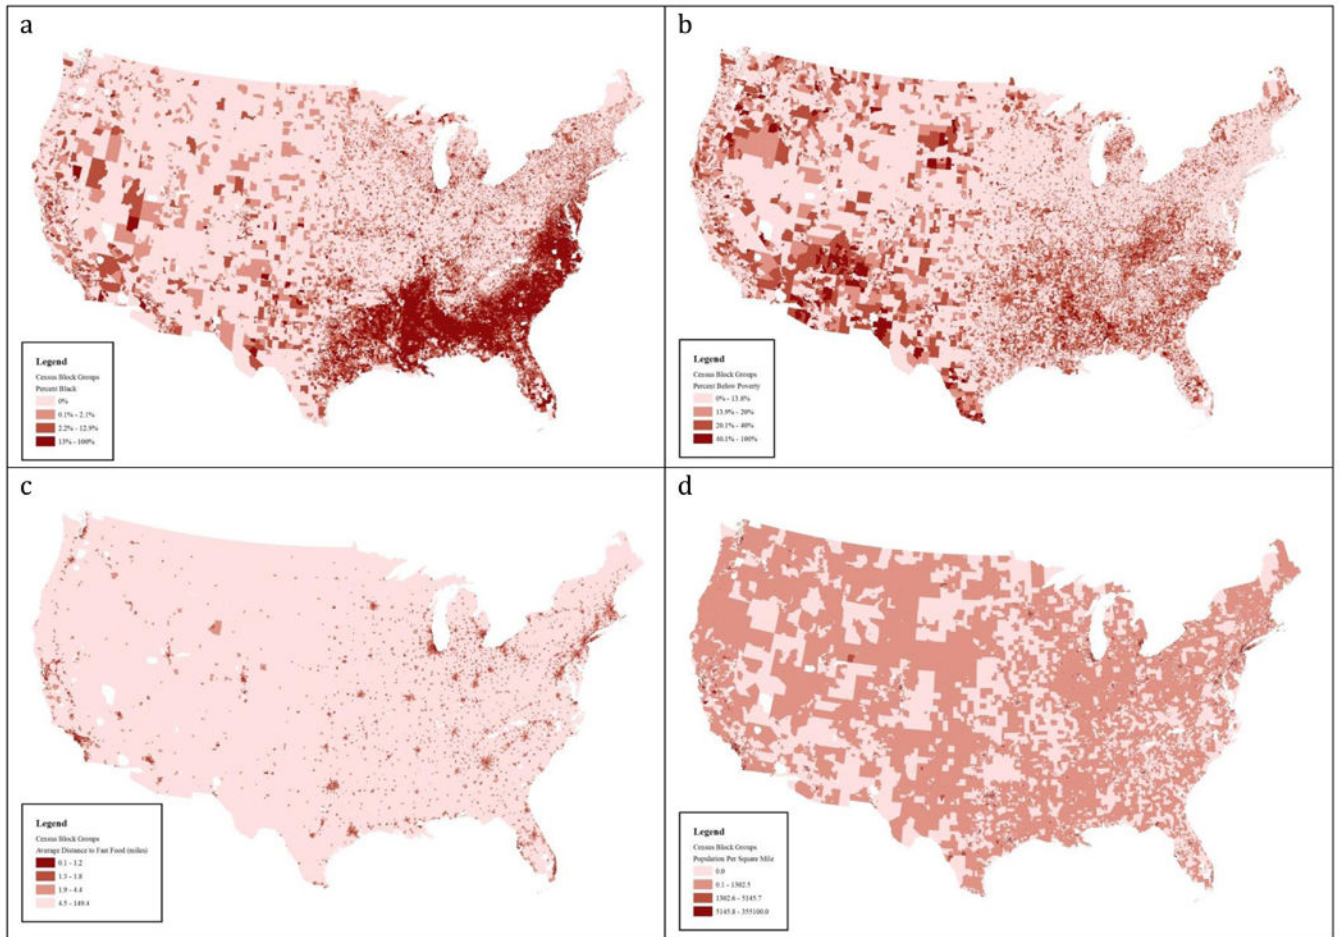 a
Legend
Census Block Groups
Percent Black
0%
0.1% - 2.1%
2.2% - 12.9%
13% - 100%
b
Legend
Census Block Groups
Percent Below Poverty
0% - 13.8%
13.9% - 20%
20.1% - 40%
40.1% - 100%
c
Legend
Census Block Groups
Average Distance to Fast Food (miles)
0.1 - 1.2
1.3 - 1.8
1.9 - 4.4
4.5 - 149.4
d
Legend
Census Block Groups
Population Per Square Mile
0.0
0.1 - 1302.5
1302.6 - 5145.7
5145.8 - 355100.0